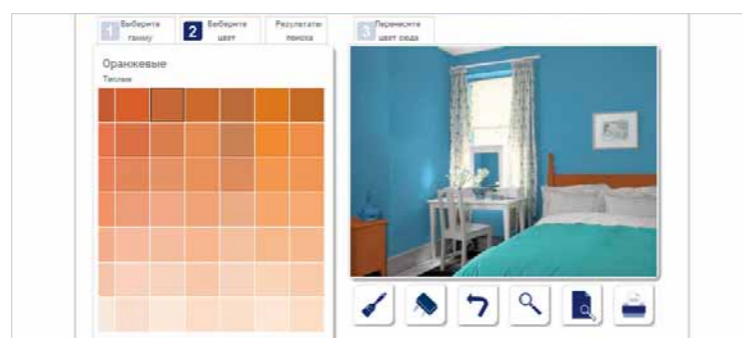 1 Выберите
гамму
2 Выберите
цвет
Результаты
поиска
3 Перенесите
цвет сюда
Оранжевые
Теплые